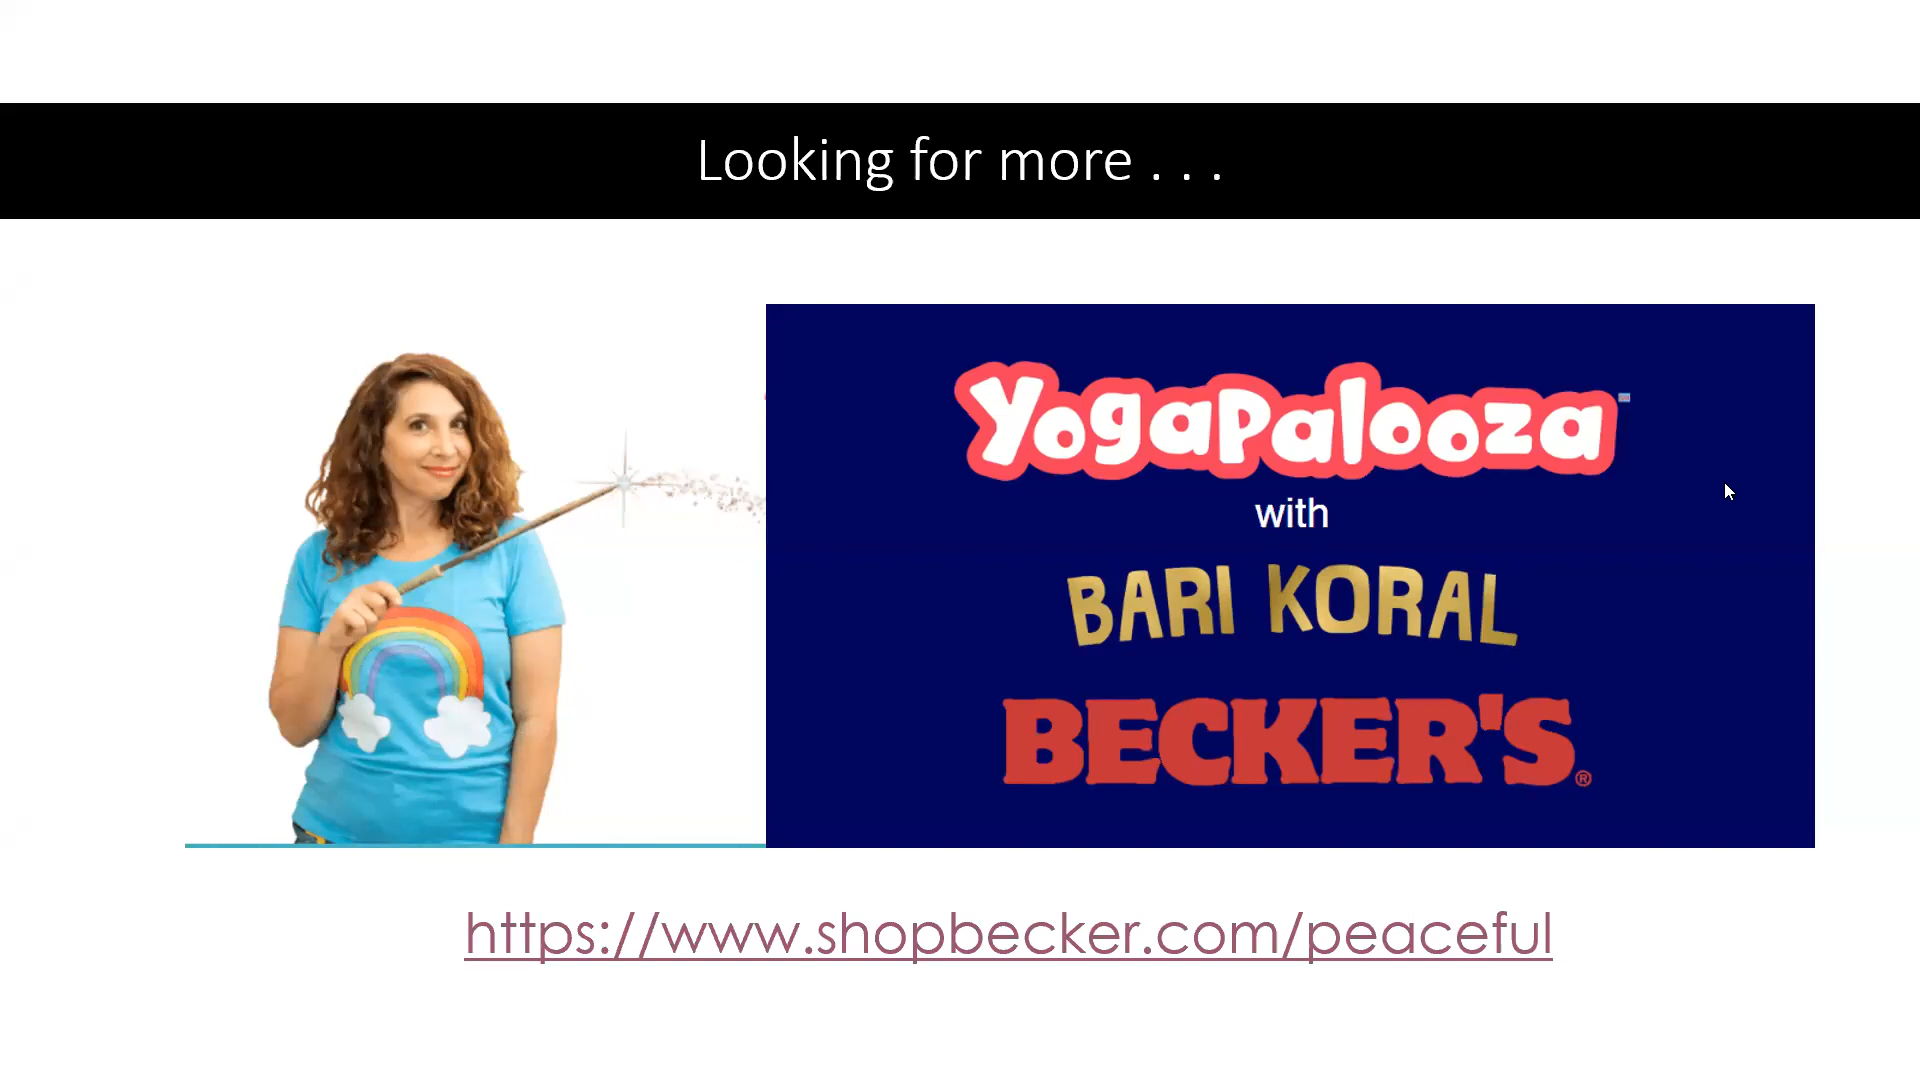 Looking for more . . .
YogaPalooza
with
BARI KORAL
BECKER'S®
https://www.shopbecker.com/peaceful